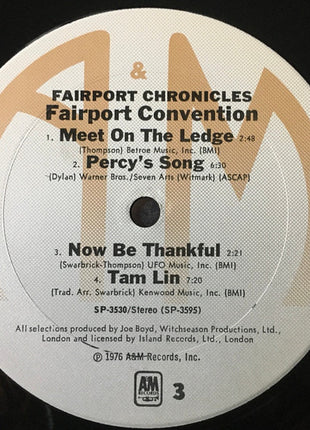 &
FAIRPORT CHRONICLES
Fairport Convention
1. Meet On The Ledge 2:48
(Thompson) Betroe Music, Inc. (BMI)
2. Percy's Song 6:30
(Dylan) Warner Bros./Seven Arts (Witmark) (ASCAP)
3. Now Be Thankful 2:21
(Swarbrick-Thompson) UFO Music, Inc. (BMI)
4. Tam Lin 7:20
(Trad. Arr. Swarbrick) Kenwood Music, Inc. (BMI)
SP-3530/Stereo (SP-3595)
All selections produced by Joe Boyd, Witchseason Productions, Ltd.,
London and licensed by Island Records, Ltd., London
℗ 1976 A&M Records, Inc.
A&M
RECORDS
3